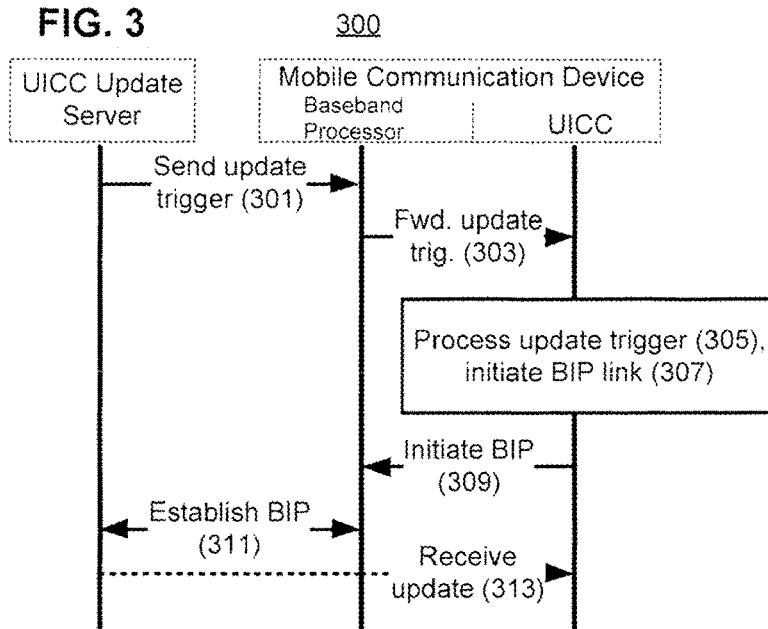 FIG. 3
300
UICC Update
Server
Mobile Communication Device
Baseband
Processor
UICC
Send update
trigger (301)
Fwd. update
trig. (303)
Process update trigger (305),
initiate BIP link (307)
Initiate BIP
(309)
Establish BIP
(311)
Receive
update (313)